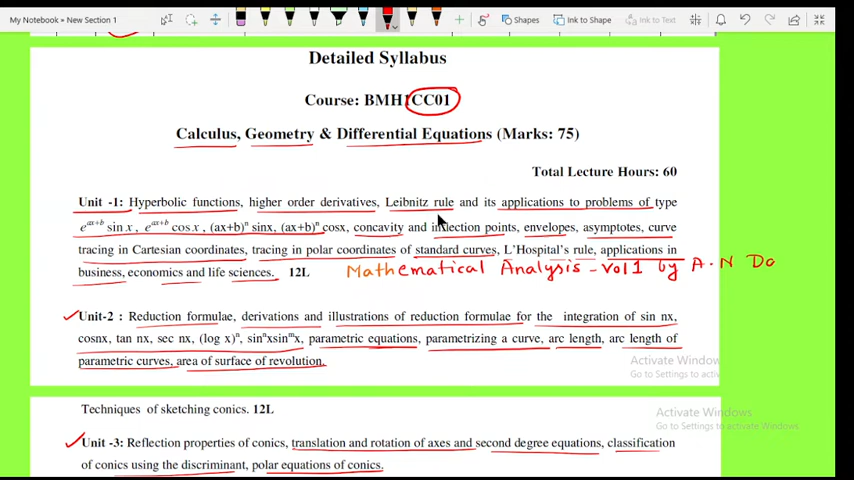 My Notebook » New Section 1
Shapes Ink to Shape Ink to Text
Detailed Syllabus
Course: BMH1CC01
Calculus, Geometry & Differential Equations (Marks: 75)
Total Lecture Hours: 60
Unit -1: Hyperbolic functions, higher order derivatives, Leibnitz rule and its applications to problems of type
e^{ax+b} sin x , e^{ax+b} cos x , (ax+b)^n sinx, (ax+b)^n cosx, concavity and inflection points, envelopes, asymptotes, curve
tracing in Cartesian coordinates, tracing in polar coordinates of standard curves, L'Hospital's rule, applications in
business, economics and life sciences. 12L
Mathematical Analysis - vol 1 by A.N Da
Unit-2 : Reduction formulae, derivations and illustrations of reduction formulae for the integration of sin nx,
cosnx, tan nx, sec nx, (log x)^n, sin^n x sin^m x, parametric equations, parametrizing a curve, arc length, arc length of
parametric curves, area of surface of revolution.
Activate Window
Go to Settings to activ
Techniques of sketching conics. 12L
Activate Windows
Go to Settings to activate Windows.
Unit -3: Reflection properties of conics, translation and rotation of axes and second degree equations, classification
of conics using the discriminant, polar equations of conics.